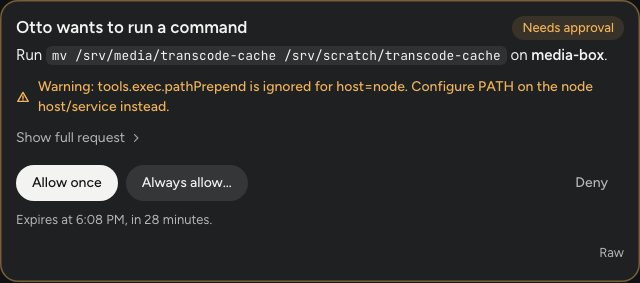 Otto wants to run a command
Needs approval
Run mv /srv/media/transcode-cache /srv/scratch/transcode-cache on media-box.
Warning: tools.exec.pathPrepend is ignored for host=node. Configure PATH on the node
host/service instead.
Show full request >
Allow once
Always allow...
Deny
Expires at 6:08 PM, in 28 minutes.
Raw